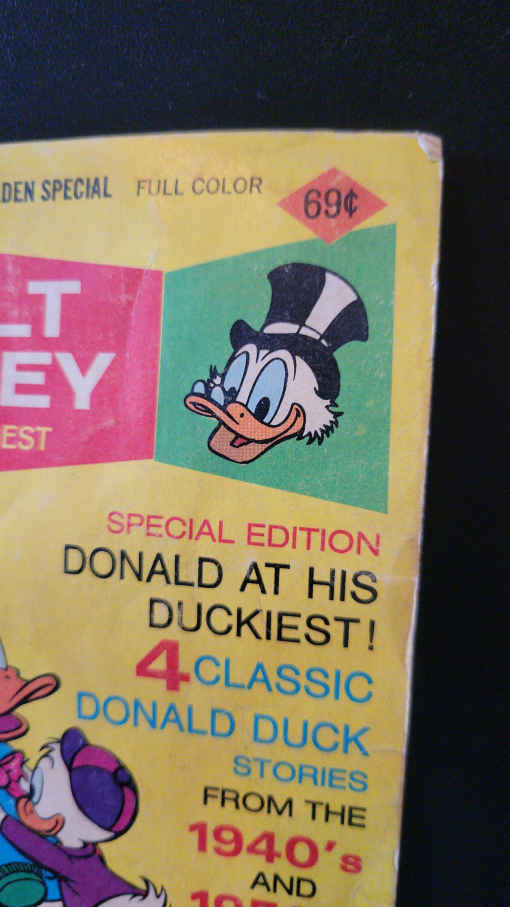 DEN SPECIAL FULL COLOR
69¢
LT
EY
EST
SPECIAL EDITION
DONALD AT HIS
DUCKIEST!
4 CLASSIC
DONALD DUCK
STORIES
FROM THE
1940's
AND